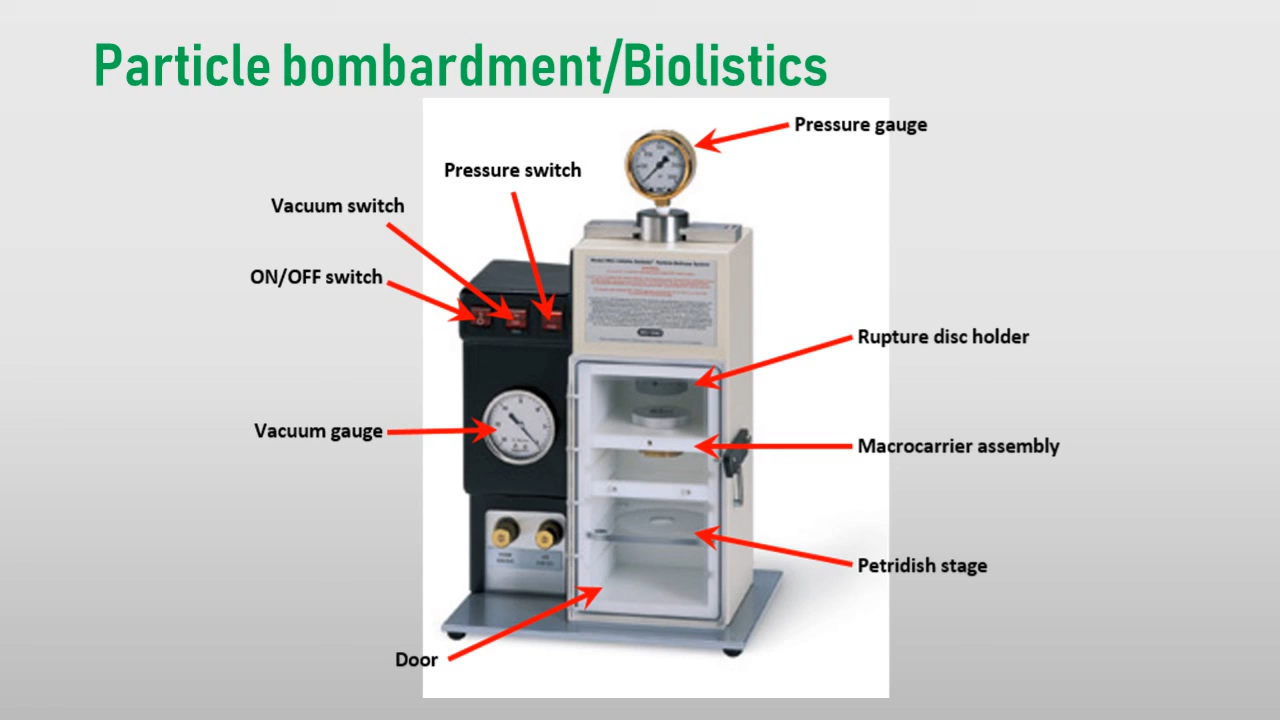 Particle bombardment/Biolistics
Pressure gauge
Pressure switch
Vacuum switch
ON/OFF switch
Rupture disc holder
Vacuum gauge
Macrocarrier assembly
Petridish stage
Door